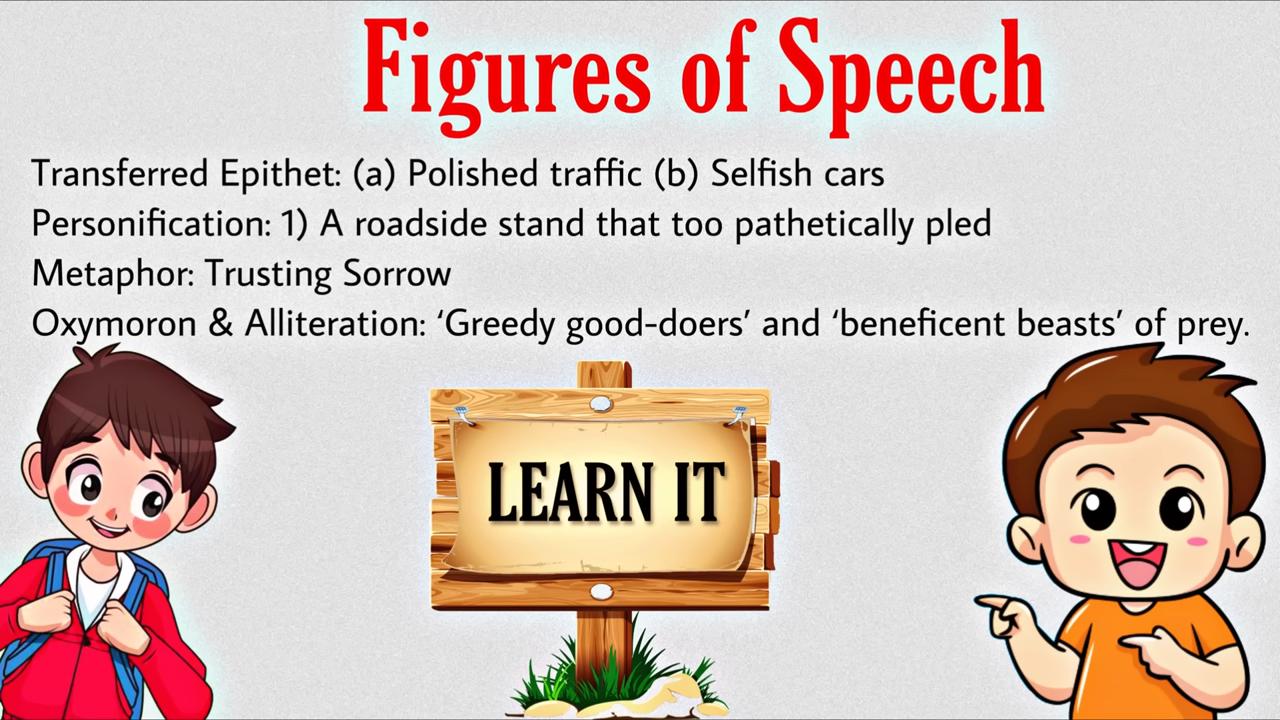 Figures of Speech
Transferred Epithet: (a) Polished traffic (b) Selfish cars
Personification: 1) A roadside stand that too pathetically pled
Metaphor: Trusting Sorrow
Oxymoron & Alliteration: ‘Greedy good-doers’ and ‘beneficent beasts’ of prey.
LEARN IT